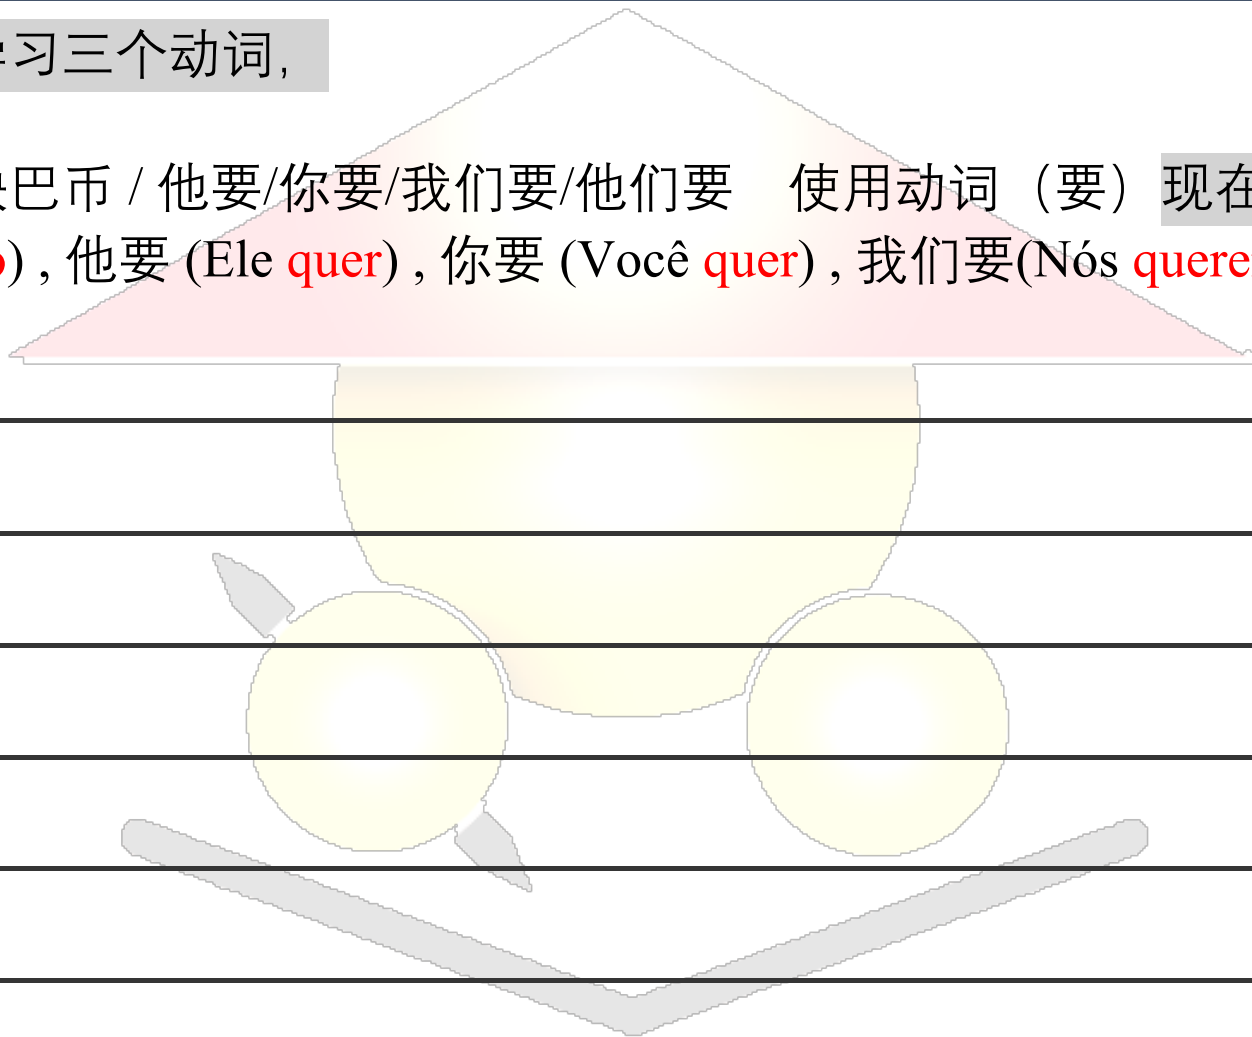 习三个动词,
巴币 / 他要/你要/我们要/他们要 使用动词（要）现在
) , 他要 (Ele quer) , 你要 (Você quer) , 我们要(Nós quere